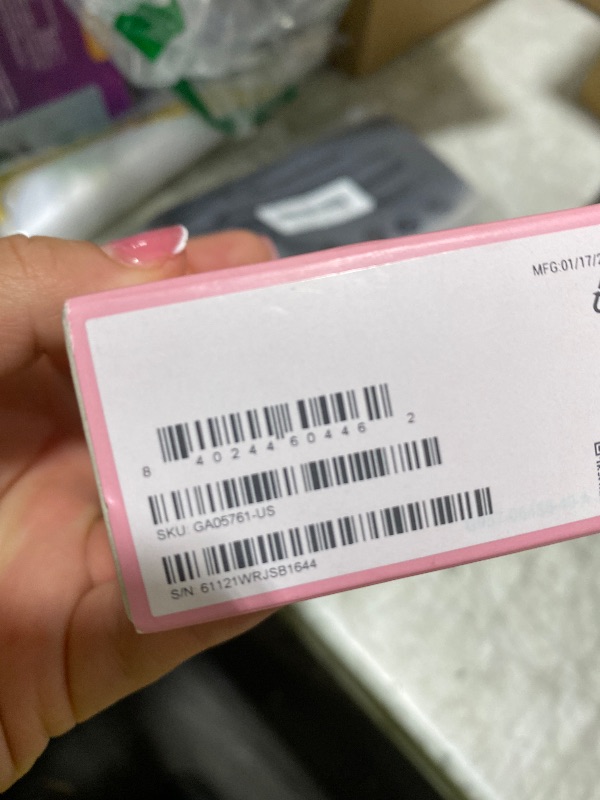 MFG:01/17/2
8 40244 60446 2
SKU: GA05761-US
S/N: 61121WRJSB1644